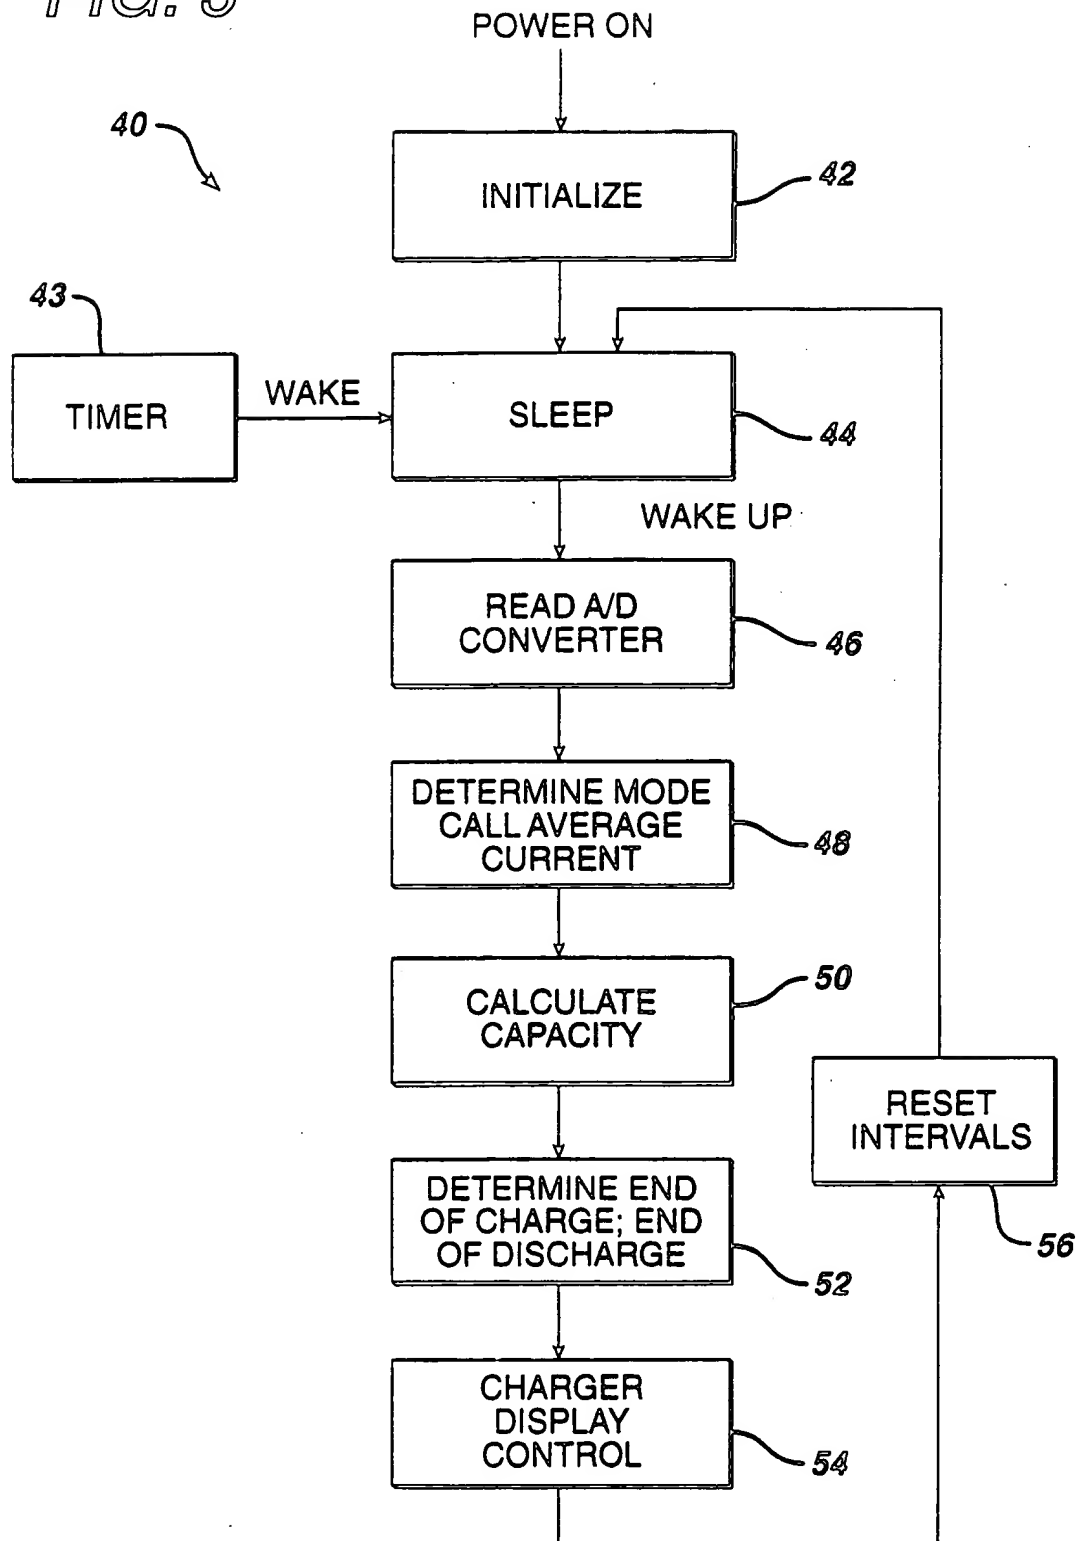 FIG. 3
POWER ON
40
INITIALIZE
42
43
TIMER
WAKE
SLEEP
44
WAKE UP
READ A/D
CONVERTER
46
DETERMINE MODE
CALL AVERAGE
CURRENT
48
CALCULATE
CAPACITY
50
RESET
INTERVALS
56
DETERMINE END
OF CHARGE; END
OF DISCHARGE
52
CHARGER
DISPLAY
CONTROL
54